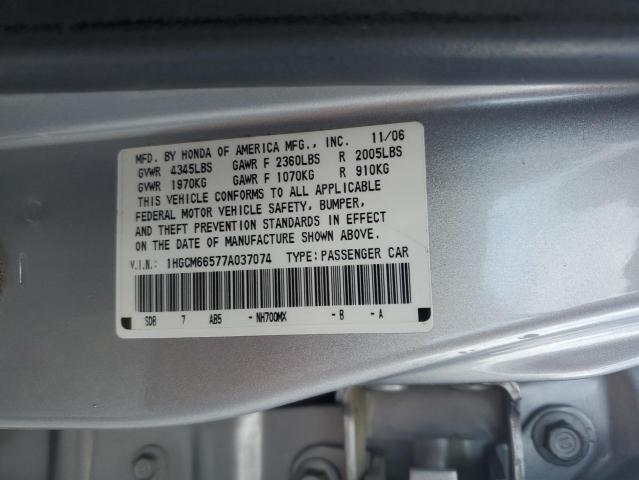 MFD. BY HONDA OF AMERICA MFG., INC. 11/06
GVWR 4345LBS GAWR F 2360LBS R 2005LBS
GVWR 1970KG GAWR F 1070KG R 910KG
THIS VEHICLE CONFORMS TO ALL APPLICABLE
FEDERAL MOTOR VEHICLE SAFETY, BUMPER,
AND THEFT PREVENTION STANDARDS IN EFFECT
ON THE DATE OF MANUFACTURE SHOWN ABOVE.
V.I.N.: 1HGCM66577A037074 TYPE:PASSENGER CAR
SDB 7 AB5 -NH700MX -B -A